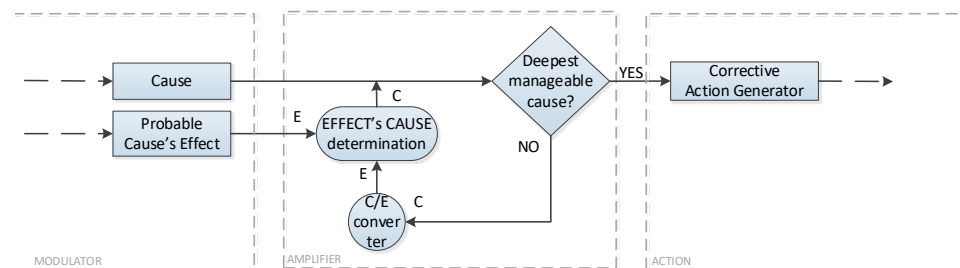 Cause
Probable
Cause's Effect
E
C
EFFECT's CAUSE
determination
E
C/E
conver
ter
C
Deepest
manageable
cause?
YES
NO
Corrective
Action Generator
MODULATOR
AMPLIFIER
ACTION